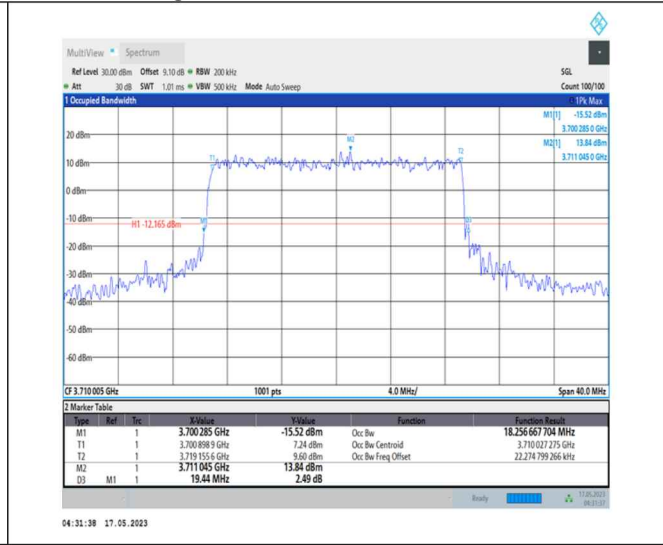 MultiView Spectrum
Ref Level 30.00 dBm Offset 9.10 dB RBW 200 kHz SGL
Att 30 dB SWT 1.01 ms VBW 500 kHz Mode Auto Sweep Count 100/100
1 Occupied Bandwidth 1Pk Max
M1[1] -15.52 dBm
3.700 285 0 GHz
M2[1] 13.84 dBm
3.711 045 0 GHz
20 dBm
M2
T1
T2
10 dBm
0 dBm
-10 dBm
M1
H1 -12.165 dBm
-20 dBm
-30 dBm
-40 dBm
-50 dBm
-60 dBm
CF 3.710 005 GHz 1001 pts 4.0 MHz/ Span 40.0 MHz
2 Marker Table
Type Ref Trc X-Value Y-Value Function Function Result
M1 1 3.700 285 GHz -15.52 dBm Occ Bw 18.256 667 704 MHz
T1 1 3.700 898 9 GHz 7.24 dBm Occ Bw Centroid 3.710 027 275 GHz
T2 1 3.719 155 6 GHz 9.60 dBm Occ Bw Freq Offset 22.274 799 266 kHz
M2 1 3.711 045 GHz 13.84 dBm
D3 M1 1 19.44 MHz 2.49 dB
Ready 17.05.2023
04:31:37
04:31:38 17.05.2023